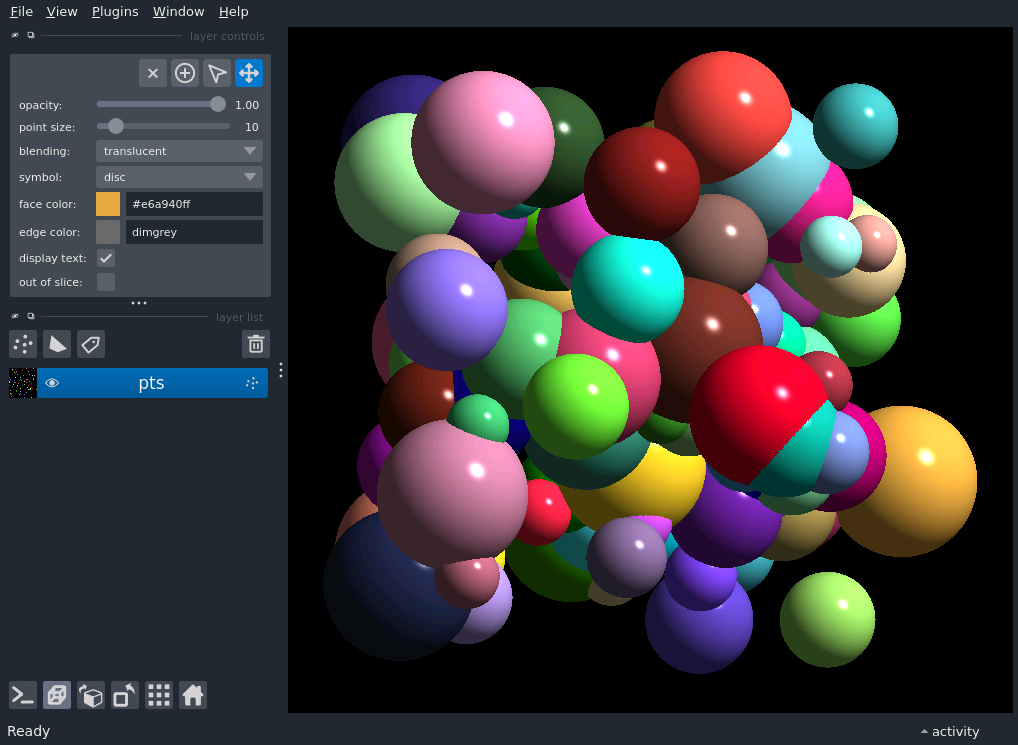 File View Plugins Window Help
layer controls
opacity: 1.00
point size: 10
blending: translucent
symbol: disc
face color: #e6a940ff
edge color: dimgrey
display text:
out of slice:
layer list
pts
Ready
activity